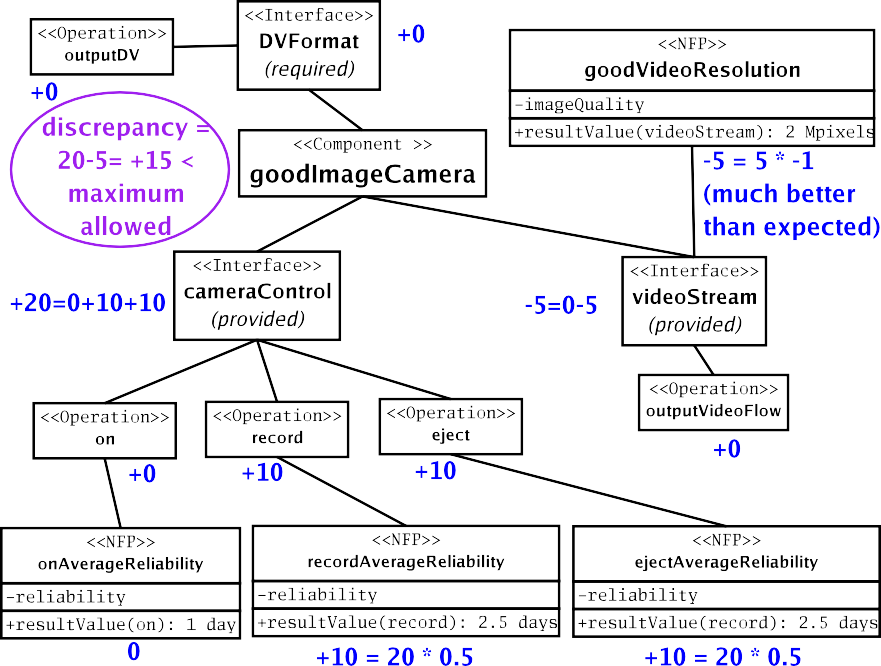 <<Operation>>
outputDV
+0
<<Interface>>
DVFormat
(required)
+0
<<NFP>>
goodVideoResolution
-imageQuality
+resultValue(videoStream): 2 Mpixels
discrepancy =
20-5= +15 <
maximum
allowed
<<Component >>
goodImageCamera
-5 = 5 * -1
(much better
than expected)
<<Interface>>
cameraControl
(provided)
+20=0+10+10
<<Interface>>
videoStream
(provided)
-5=0-5
<<Operation>>
on
+0
<<Operation>>
record
+10
<<Operation>>
eject
+10
<<Operation>>
outputVideoFlow
+0
<<NFP>>
onAverageReliability
-reliability
+resultValue(on): 1 day
0
<<NFP>>
recordAverageReliability
-reliability
+resultValue(record): 2.5 days
+10 = 20 * 0.5
<<NFP>>
ejectAverageReliability
-reliability
+resultValue(record): 2.5 days
+10 = 20 * 0.5